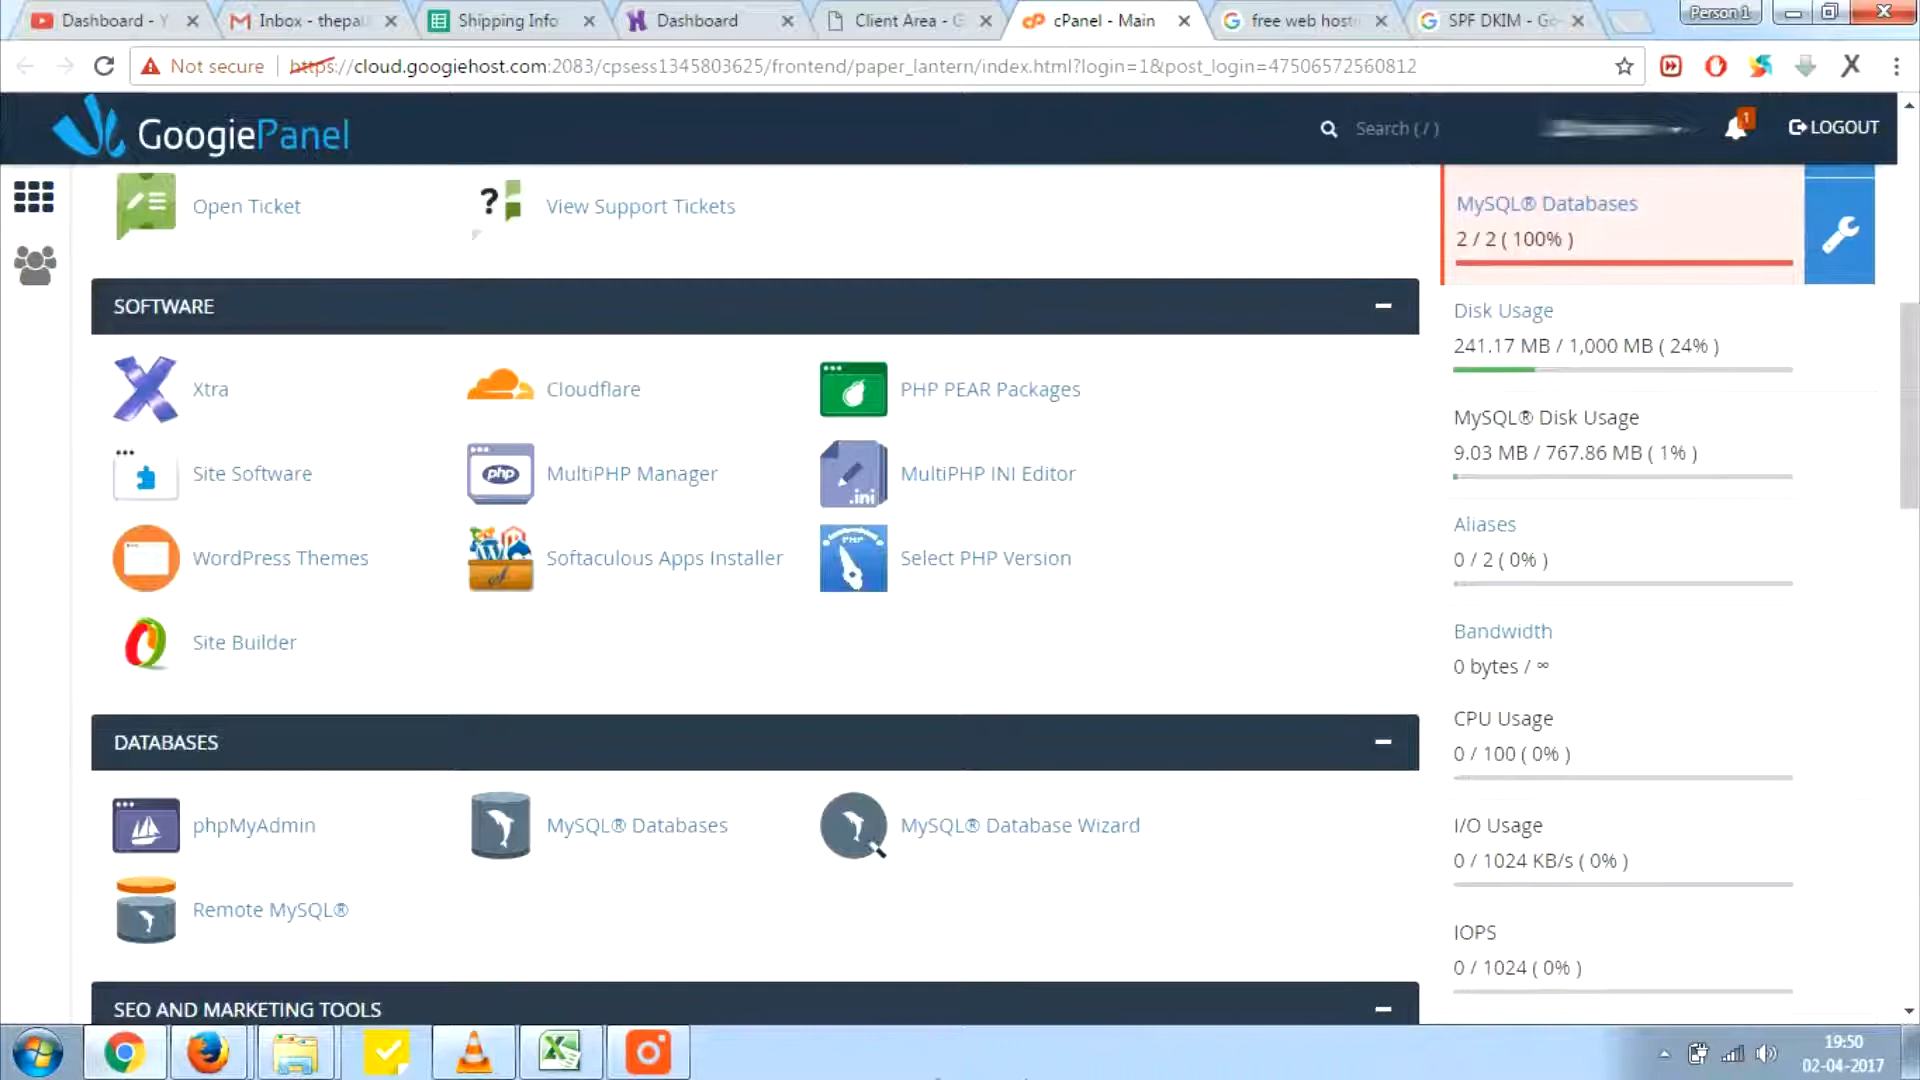 Dashboard - Y
Inbox - thepa
Shipping Info
Dashboard
Client Area - G
cPanel - Main
free web host
SPF DKIM - Go
Person 1
Not secure
https://cloud.googiehost.com:2083/cpsess1345803625/frontend/paper_lantern/index.html?login=1&post_login=47506572560812
GoogiePanel
Search ( / )
1
LOGOUT
Open Ticket
View Support Tickets
MySQL® Databases
2 / 2 ( 100% )
SOFTWARE
Disk Usage
241.17 MB / 1,000 MB ( 24% )
Xtra
Cloudflare
PHP PEAR Packages
MySQL® Disk Usage
9.03 MB / 767.86 MB ( 1% )
Site Software
php
MultiPHP Manager
.ini
MultiPHP INI Editor
Aliases
0 / 2 ( 0% )
WordPress Themes
Softaculous Apps Installer
PHP
Select PHP Version
Bandwidth
0 bytes / ∞
Site Builder
CPU Usage
0 / 100 ( 0% )
DATABASES
phpMyAdmin
MySQL® Databases
MySQL® Database Wizard
I/O Usage
0 / 1024 KB/s ( 0% )
Remote MySQL®
IOPS
0 / 1024 ( 0% )
SEO AND MARKETING TOOLS
19:50
02-04-2017